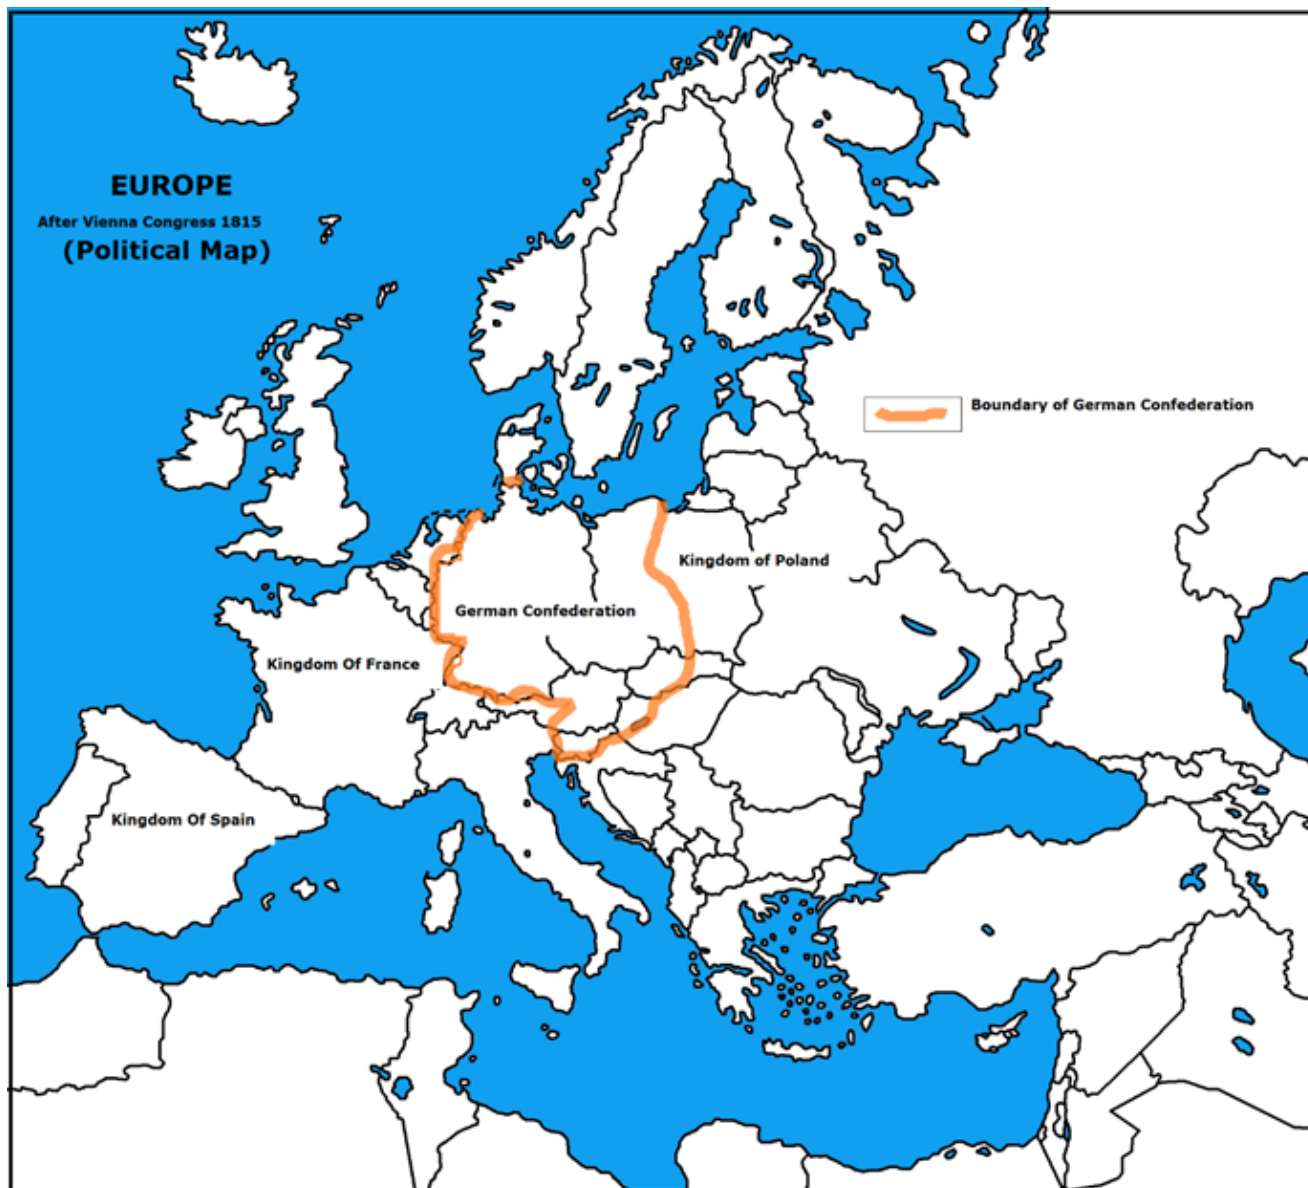 EUROPE
After Vienna Congress 1815
(Political Map)
Boundary of German Confederation
Kingdom of Poland
German Confederation
Kingdom Of France
Kingdom Of Spain